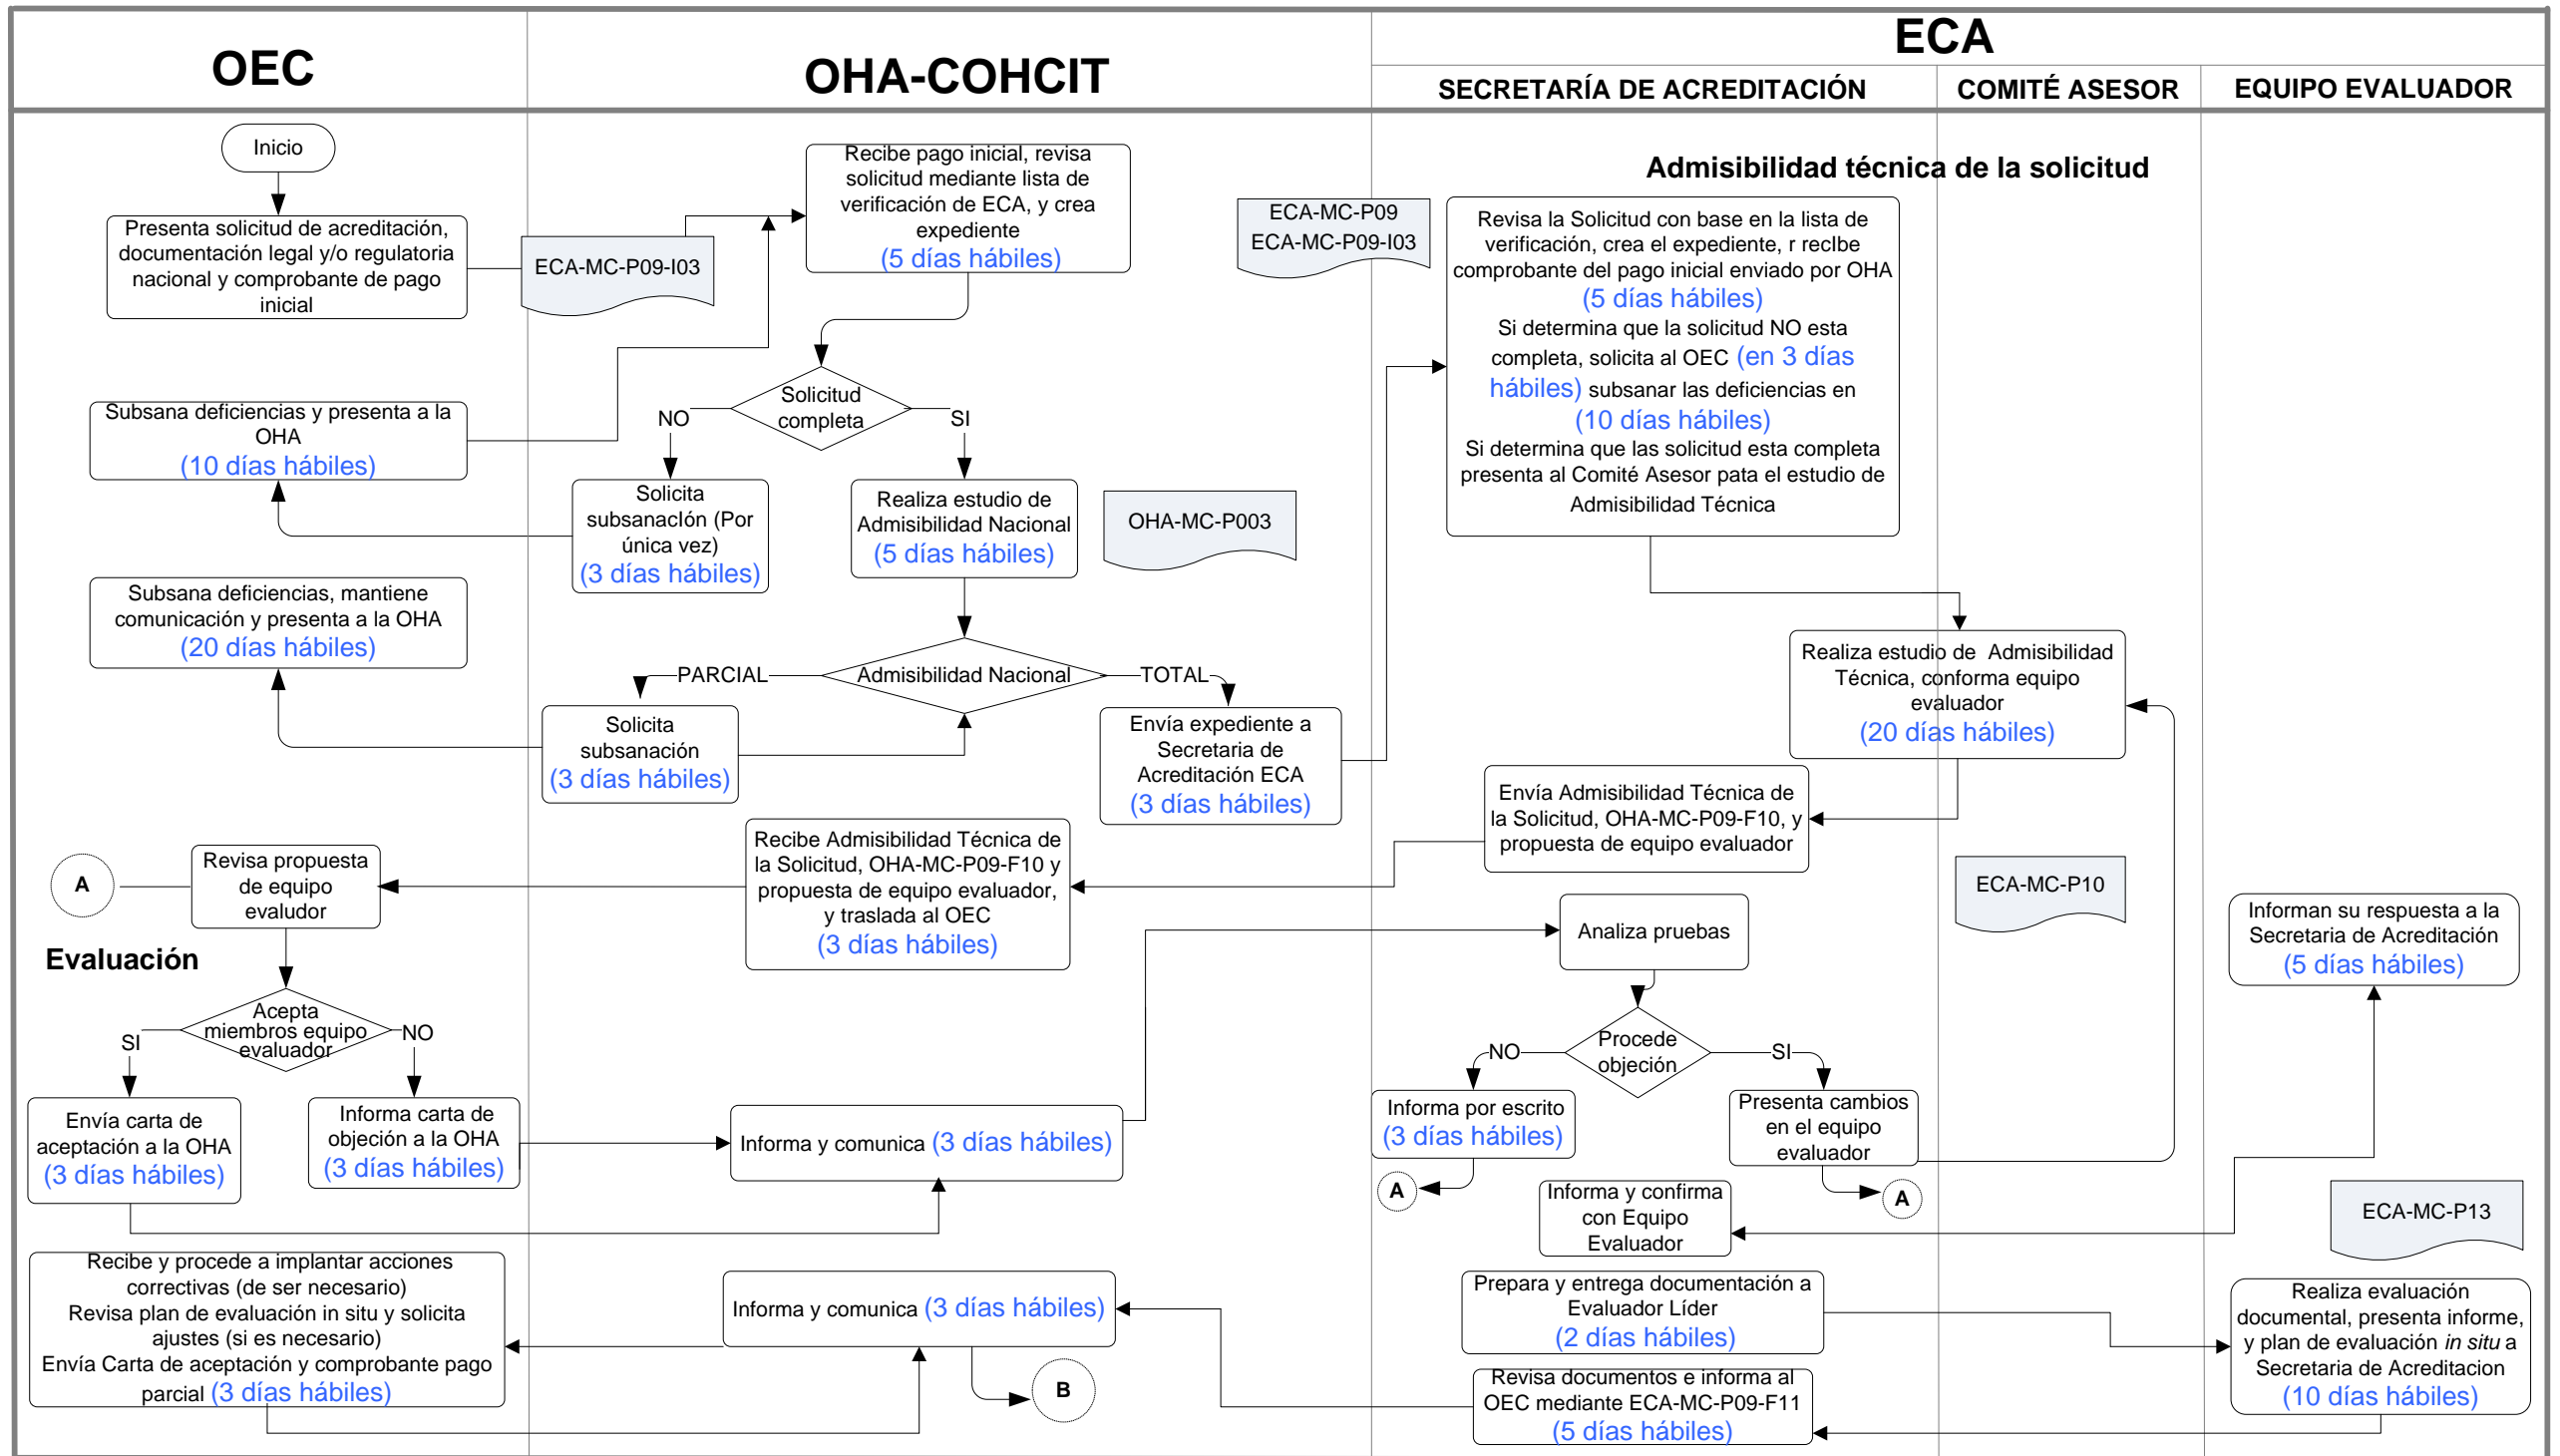 OEC
OHA-COHCIT
ECA
SECRETARÍA DE ACREDITACIÓN
COMITÉ ASESOR
EQUIPO EVALUADOR
Inicio
Presenta solicitud de acreditación,
documentación legal y/o regulatoria
nacional y comprobante de pago
inicial
ECA-MC-P09-I03
Recibe pago inicial, revisa
solicitud mediante lista de
verificación de ECA, y crea
expediente
(5 días hábiles)
ECA-MC-P09
ECA-MC-P09-I03
Admisibilidad técnica de la solicitud
Revisa la Solicitud con base en la lista de
verificación, crea el expediente, r recIbe
comprobante del pago inicial enviado por OHA
(5 días hábiles)
Si determina que la solicitud NO esta
completa, solicita al OEC (en 3 días
hábiles) subsanar las deficiencias en
(10 días hábiles)
Si determina que las solicitud esta completa
presenta al Comité Asesor pata el estudio de
Admisibilidad Técnica
Solicitud
completa
NO
SI
Subsana deficiencias y presenta a la
OHA
(10 días hábiles)
Solicita
subsanacIón (Por
única vez)
(3 días hábiles)
Realiza estudio de
Admisibilidad Nacional
(5 días hábiles)
OHA-MC-P003
Subsana deficiencias, mantiene
comunicación y presenta a la OHA
(20 días hábiles)
PARCIAL
Admisibilidad Nacional
TOTAL
Solicita
subsanación
(3 días hábiles)
Envía expediente a
Secretaria de
Acreditación ECA
(3 días hábiles)
Realiza estudio de  Admisibilidad
Técnica, conforma equipo
evaluador
(20 días hábiles)
Envía Admisibilidad Técnica de
la Solicitud, OHA-MC-P09-F10, y
propuesta de equipo evaluador
Recibe Admisibilidad Técnica de
la Solicitud, OHA-MC-P09-F10 y
propuesta de equipo evaluador,
y traslada al OEC
(3 días hábiles)
A
Revisa propuesta
de equipo
evaludor
ECA-MC-P10
Analiza pruebas
Informan su respuesta a la
Secretaria de Acreditación
(5 días hábiles)
Evaluación
Acepta
miembros equipo
evaluador
SI
NO
Procede
objeción
NO
SI
Envía carta de
aceptación a la OHA
(3 días hábiles)
Informa carta de
objeción a la OHA
(3 días hábiles)
Informa y comunica (3 días hábiles)
Informa por escrito
(3 días hábiles)
Presenta cambios
en el equipo
evaluador
A
A
Informa y confirma
con Equipo
Evaluador
ECA-MC-P13
Recibe y procede a implantar acciones
correctivas (de ser necesario)
Revisa plan de evaluación in situ y solicita
ajustes (si es necesario)
Envía Carta de aceptación y comprobante pago
parcial (3 días hábiles)
Informa y comunica (3 días hábiles)
B
Prepara y entrega documentación a
Evaluador Líder
(2 días hábiles)
Realiza evaluación
documental, presenta informe,
y plan de evaluación in situ a
Secretaria de Acreditacion
(10 días hábiles)
Revisa documentos e informa al
OEC mediante ECA-MC-P09-F11
(5 días hábiles)